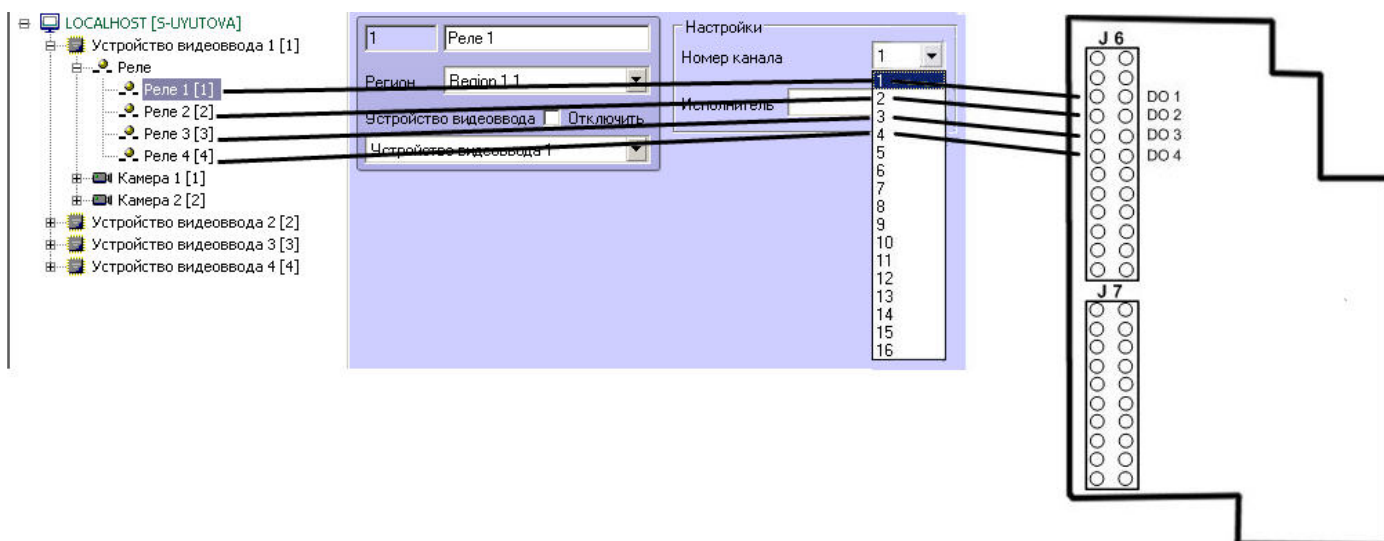 LOCALHOST [S-UYUTOVA]
Устройство видеоввода 1 [1]
Реле
Реле 1 [1]
Реле 2 [2]
Реле 3 [3]
Реле 4 [4]
Камера 1 [1]
Камера 2 [2]
Устройство видеоввода 2 [2]
Устройство видеоввода 3 [3]
Устройство видеоввода 4 [4]
1
Реле 1
Регион
Region 1.1
Устройство видеоввода
Отключить
Устройство видеоввода 1
Настройки
Номер канала
1
Исполнитель
1
2
3
4
5
6
7
8
9
10
11
12
13
14
15
16
J 6
DO 1
DO 2
DO 3
DO 4
J 7